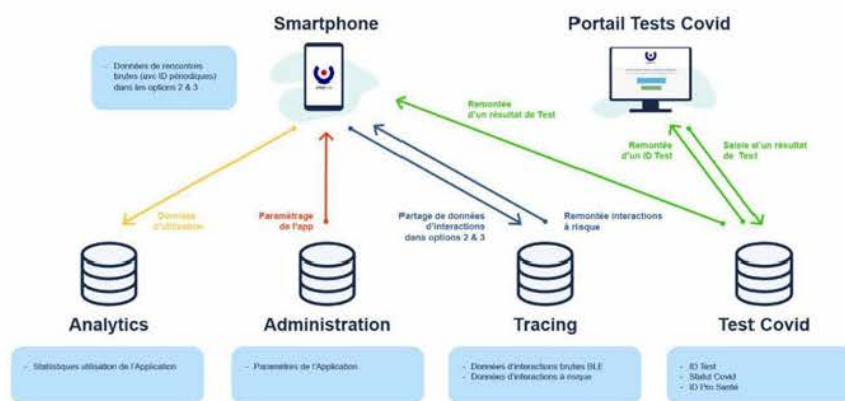 Smartphone
Portail Tests Covid
- Données de rencontres
brutes (avc ID périodiques)
dans les options 2 & 3
Remontée
d'un résultat de Test
Remontée
d'un ID Test
Saisie d'un résultat
de Test
Données
d'utilisation
Paramétrage
de l'app
Partage de données
d'interactions
dans options 2 & 3
Remontée interactions
à risque
Analytics
Administration
Tracing
Test Covid
- Statistiques utilisation de l'Application
- Paramètres de l'Application
- Données d'interactions brutes BLE
- Données d'interactions à risque
- ID Test
- Statut Covid
- ID Pro Santé